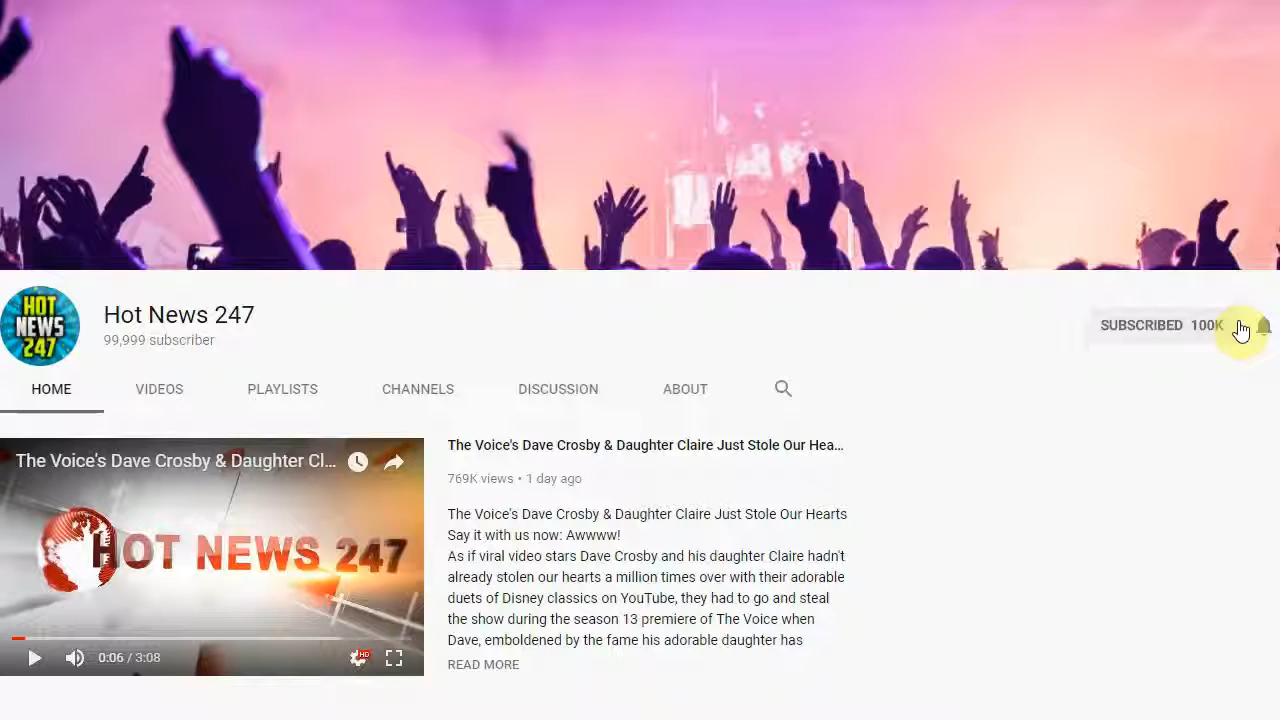 HOT
NEWS
247
Hot News 247
99,999 subscriber
SUBSCRIBED 100K
HOME
VIDEOS
PLAYLISTS
CHANNELS
DISCUSSION
ABOUT
The Voice's Dave Crosby & Daughter Cl...
HOT NEWS 247
0:06 / 3:08
HD
The Voice's Dave Crosby & Daughter Claire Just Stole Our Hea...
769K views • 1 day ago
The Voice's Dave Crosby & Daughter Claire Just Stole Our Hearts
Say it with us now: Awwww!
As if viral video stars Dave Crosby and his daughter Claire hadn't
already stolen our hearts a million times over with their adorable
duets of Disney classics on YouTube, they had to go and steal
the show during the season 13 premiere of The Voice when
Dave, emboldened by the fame his adorable daughter has
READ MORE